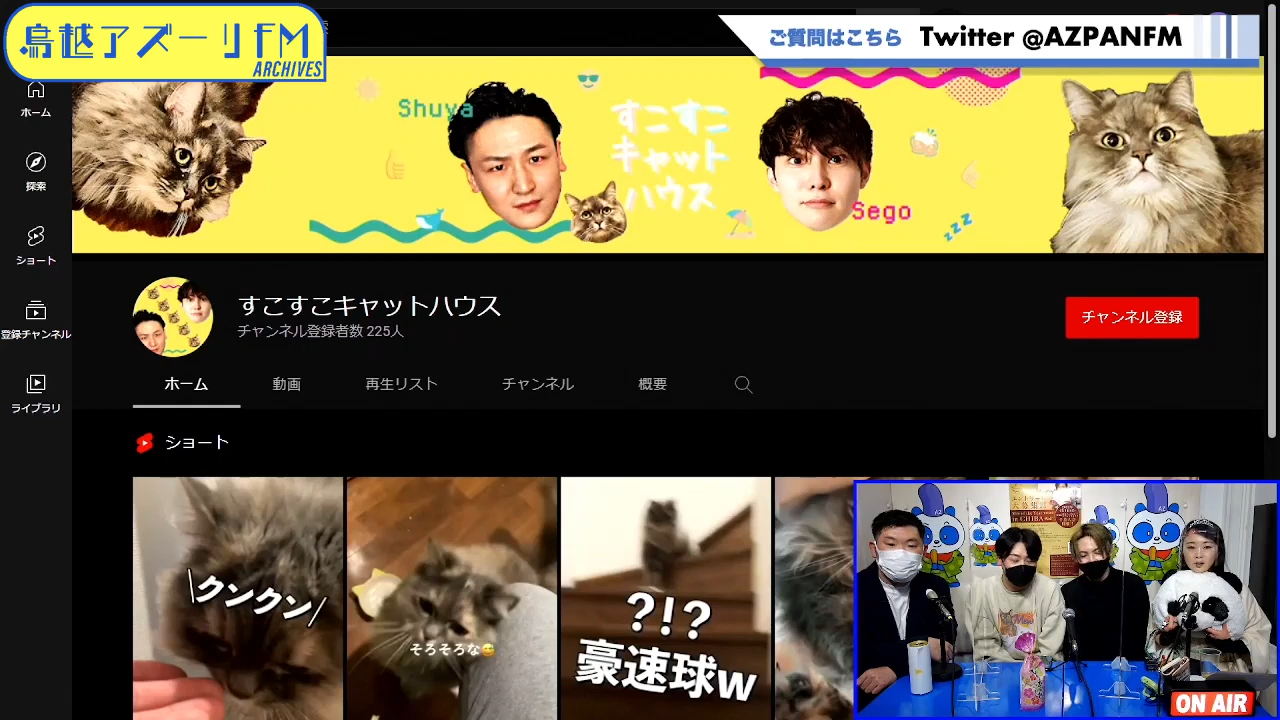 鳥越アズーリFM
ARCHIVES
ご質問はこちら Twitter @AZPANFM
ホーム
探索
ショート
登録チャンネル
ライブラリ
Shuya
すこすこ
キャット
ハウス
Sego
zzz
すこすこキャットハウス
チャンネル登録者数 225人
チャンネル登録
ホーム 動画 再生リスト チャンネル 概要
ショート
クンクン
そろそろな😅
?!?
豪速球w
in CHIBA
AZ
ON AIR